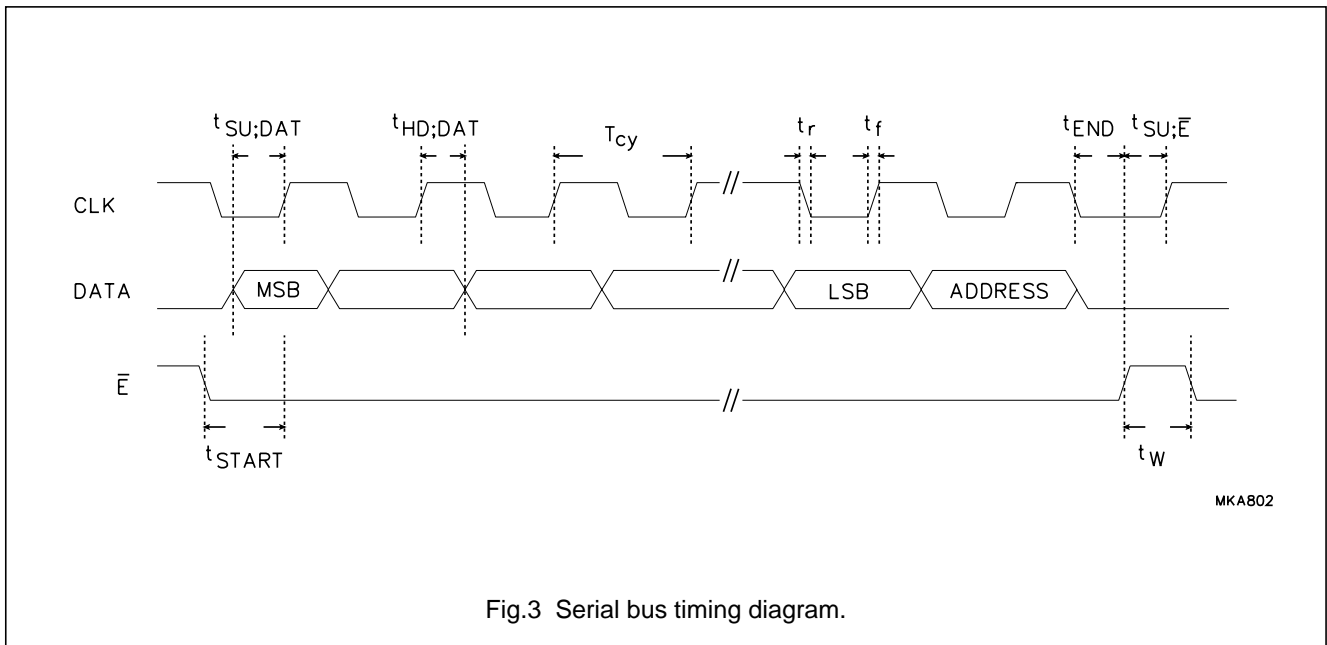 tSU;DAT tHD;DAT Tcy tr tf tEND tSU;E̅
CLK
DATA MSB LSB ADDRESS
E̅
tSTART tW
MKA802
Fig.3 Serial bus timing diagram.